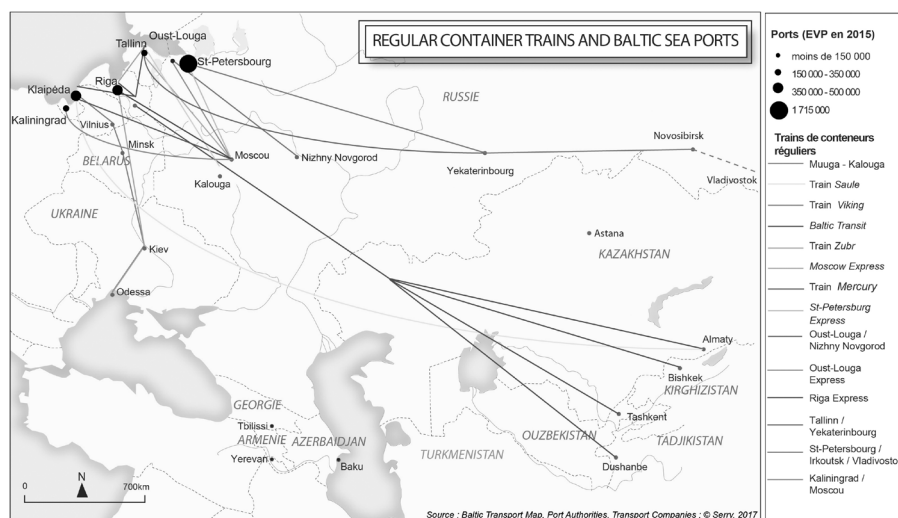 REGULAR CONTAINER TRAINS AND BALTIC SEA PORTS
Oust-Louga
Tallinn
St-Petersbourg
Riga
Klaipéda
Kaliningrad
Vilnius
Minsk
BELARUS
Moscou
Nizhny Novgorod
Kalouga
RUSSIE
Novosibirsk
Yekaterinbourg
Vladivostok
UKRAINE
Kiev
Astana
KAZAKHSTAN
Odessa
Almaty
Bishkek
KIRGHIZISTAN
GEORGIE
Tbilissi
Tashkent
ARMENIE
AZERBAIDJAN
OUZBEKISTAN
TADJIKISTAN
TURKMENISTAN
Yerevan
Baku
Dushanbe
N
0 700km
Source : Baltic Transport Map, Port Authorities, Transport Companies ; © Serry, 2017
Ports (EVP en 2015)
moins de 150 000
150 000 - 350 000
350 000 - 500 000
1 715 000
Trains de conteneurs
réguliers
Muuga - Kalouga
Train Saule
Train Viking
Baltic Transit
Train Zubr
Moscow Express
Train Mercury
St-Petersburg
Express
Oust-Louga /
Nizhny Novgorod
Oust-Louga
Express
Riga Express
Tallinn /
Yekaterinbourg
St-Petersbourg /
Irkoutsk / Vladivosto
Kaliningrad /
Moscou